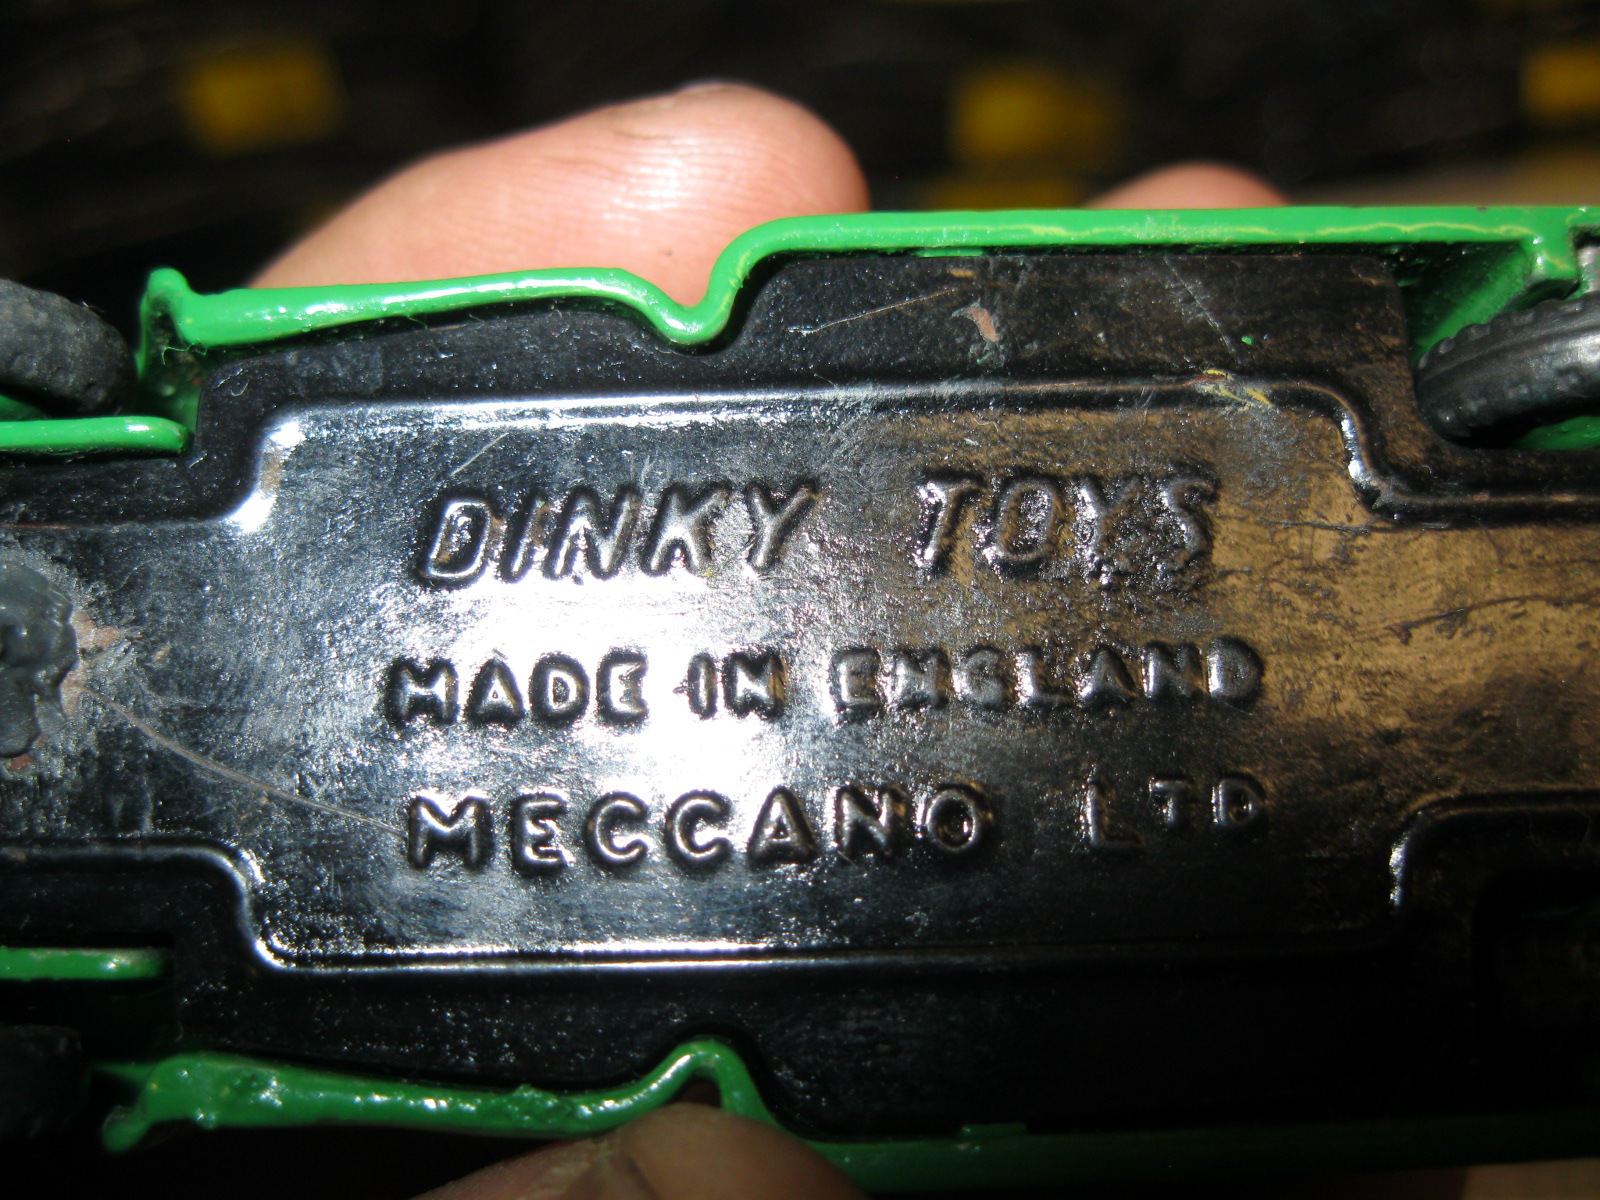 DINKY TOYS
MADE IN ENGLAND
MECCANO LTD